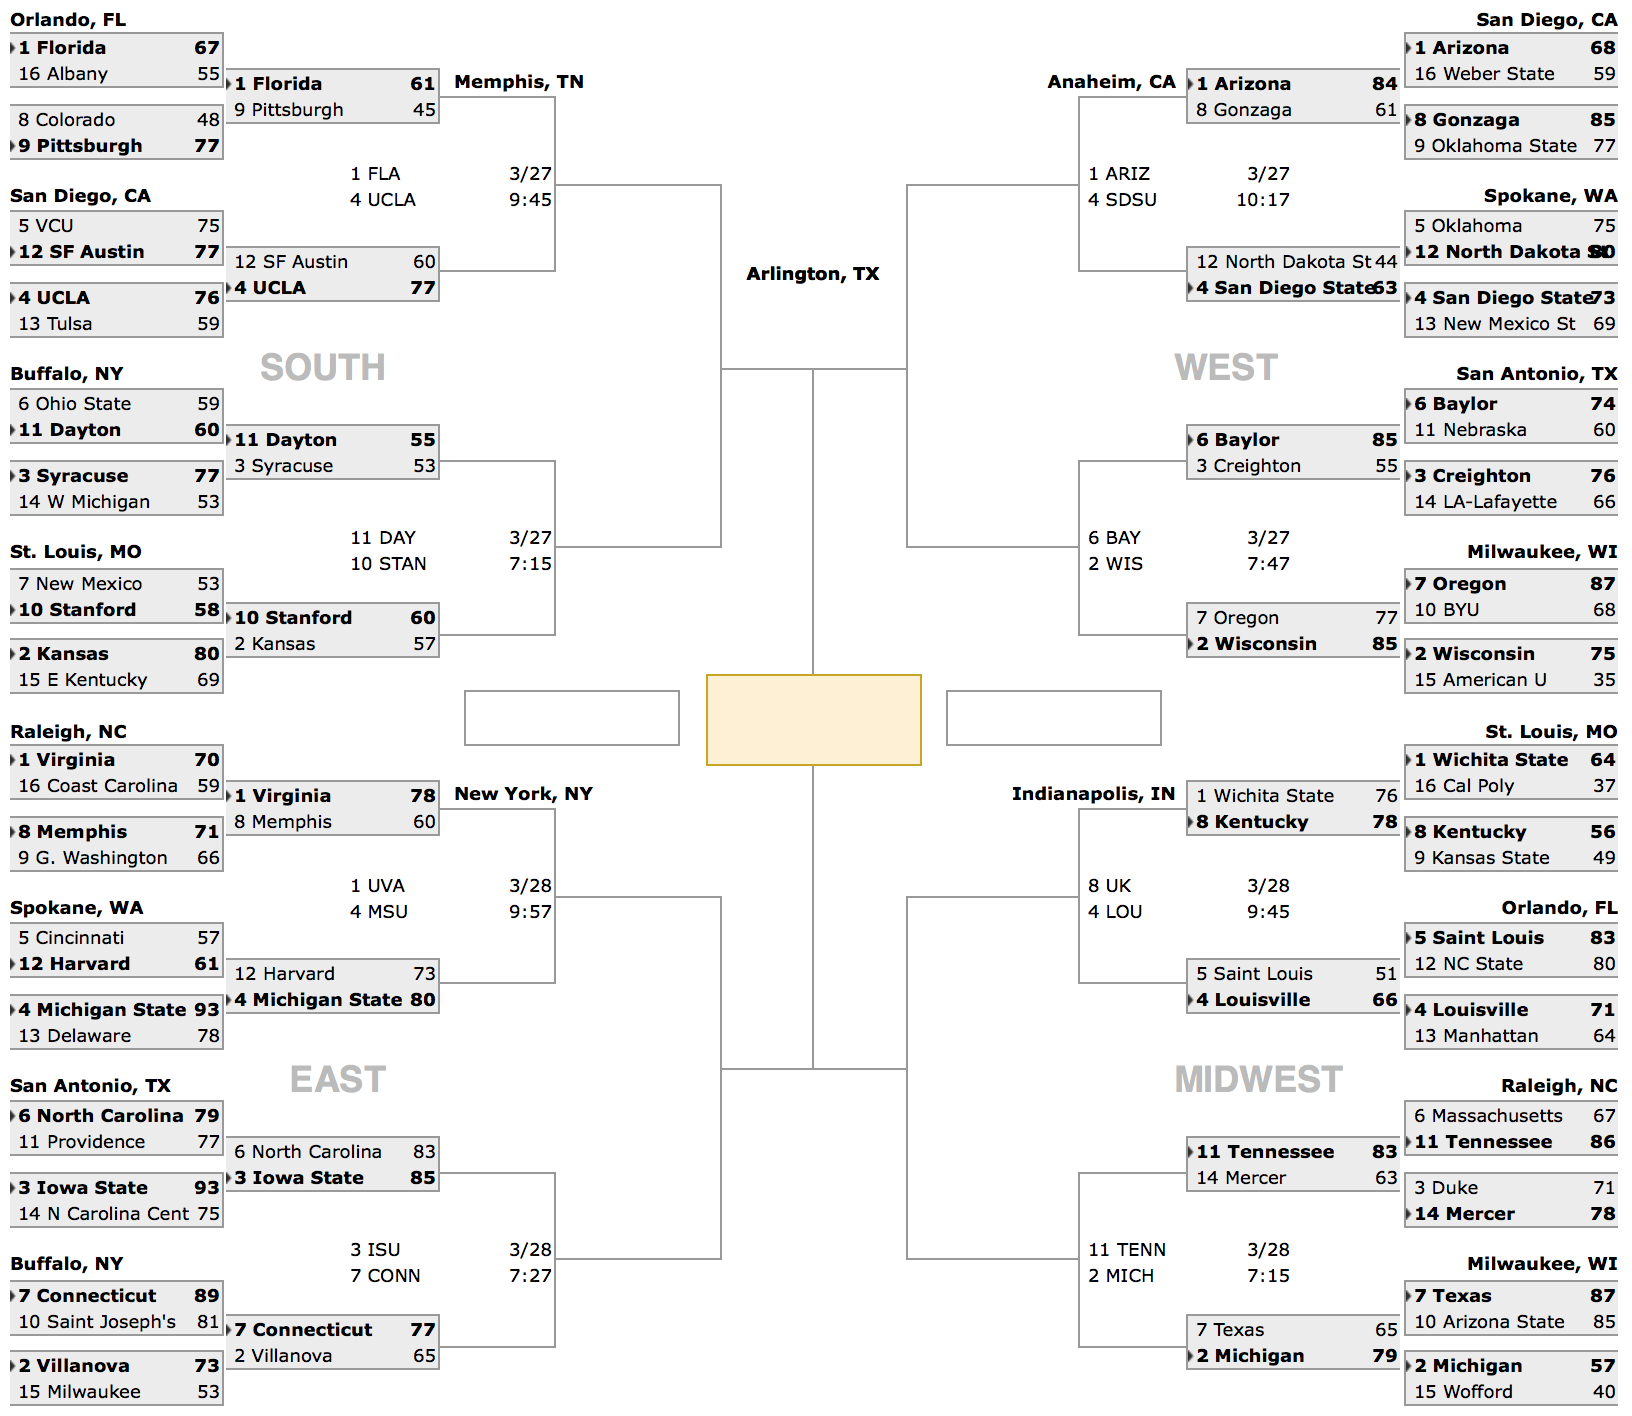 Orlando, FL
1 Florida 67
16 Albany 55
8 Colorado 48
9 Pittsburgh 77
San Diego, CA
5 VCU 75
12 SF Austin 77
4 UCLA 76
13 Tulsa 59
Buffalo, NY
6 Ohio State 59
11 Dayton 60
3 Syracuse 77
14 W Michigan 53
St. Louis, MO
7 New Mexico 53
10 Stanford 58
2 Kansas 80
15 E Kentucky 69
1 Florida 61
9 Pittsburgh 45
12 SF Austin 60
4 UCLA 77
SOUTH
11 Dayton 55
3 Syracuse 53
10 Stanford 60
2 Kansas 57
Memphis, TN
1 FLA 3/27
4 UCLA 9:45
11 DAY 3/27
10 STAN 7:15
Raleigh, NC
1 Virginia 70
16 Coast Carolina 59
8 Memphis 71
9 G. Washington 66
Spokane, WA
5 Cincinnati 57
12 Harvard 61
4 Michigan State 93
13 Delaware 78
San Antonio, TX
6 North Carolina 79
11 Providence 77
3 Iowa State 93
14 N Carolina Cent 75
Buffalo, NY
7 Connecticut 89
10 Saint Joseph's 81
2 Villanova 73
15 Milwaukee 53
1 Virginia 78
8 Memphis 60
12 Harvard 73
4 Michigan State 80
EAST
6 North Carolina 83
3 Iowa State 85
7 Connecticut 77
2 Villanova 65
New York, NY
1 UVA 3/28
4 MSU 9:57
3 ISU 3/28
7 CONN 7:27
Arlington, TX
Anaheim, CA
1 ARIZ 3/27
4 SDSU 10:17
6 BAY 3/27
2 WIS 7:47
1 Arizona 84
8 Gonzaga 61
12 North Dakota St 44
4 San Diego State 63
WEST
6 Baylor 85
3 Creighton 55
7 Oregon 77
2 Wisconsin 85
San Diego, CA
1 Arizona 68
16 Weber State 59
8 Gonzaga 85
9 Oklahoma State 77
Spokane, WA
5 Oklahoma 75
12 North Dakota St 80
4 San Diego State 73
13 New Mexico St 69
San Antonio, TX
6 Baylor 74
11 Nebraska 60
3 Creighton 76
14 LA-Lafayette 66
Milwaukee, WI
7 Oregon 87
10 BYU 68
2 Wisconsin 75
15 American U 35
Indianapolis, IN
8 UK 3/28
4 LOU 9:45
11 TENN 3/28
2 MICH 7:15
1 Wichita State 76
8 Kentucky 78
5 Saint Louis 51
4 Louisville 66
MIDWEST
11 Tennessee 83
14 Mercer 63
7 Texas 65
2 Michigan 79
St. Louis, MO
1 Wichita State 64
16 Cal Poly 37
8 Kentucky 56
9 Kansas State 49
Orlando, FL
5 Saint Louis 83
12 NC State 80
4 Louisville 71
13 Manhattan 64
Raleigh, NC
6 Massachusetts 67
11 Tennessee 86
3 Duke 71
14 Mercer 78
Milwaukee, WI
7 Texas 87
10 Arizona State 85
2 Michigan 57
15 Wofford 40